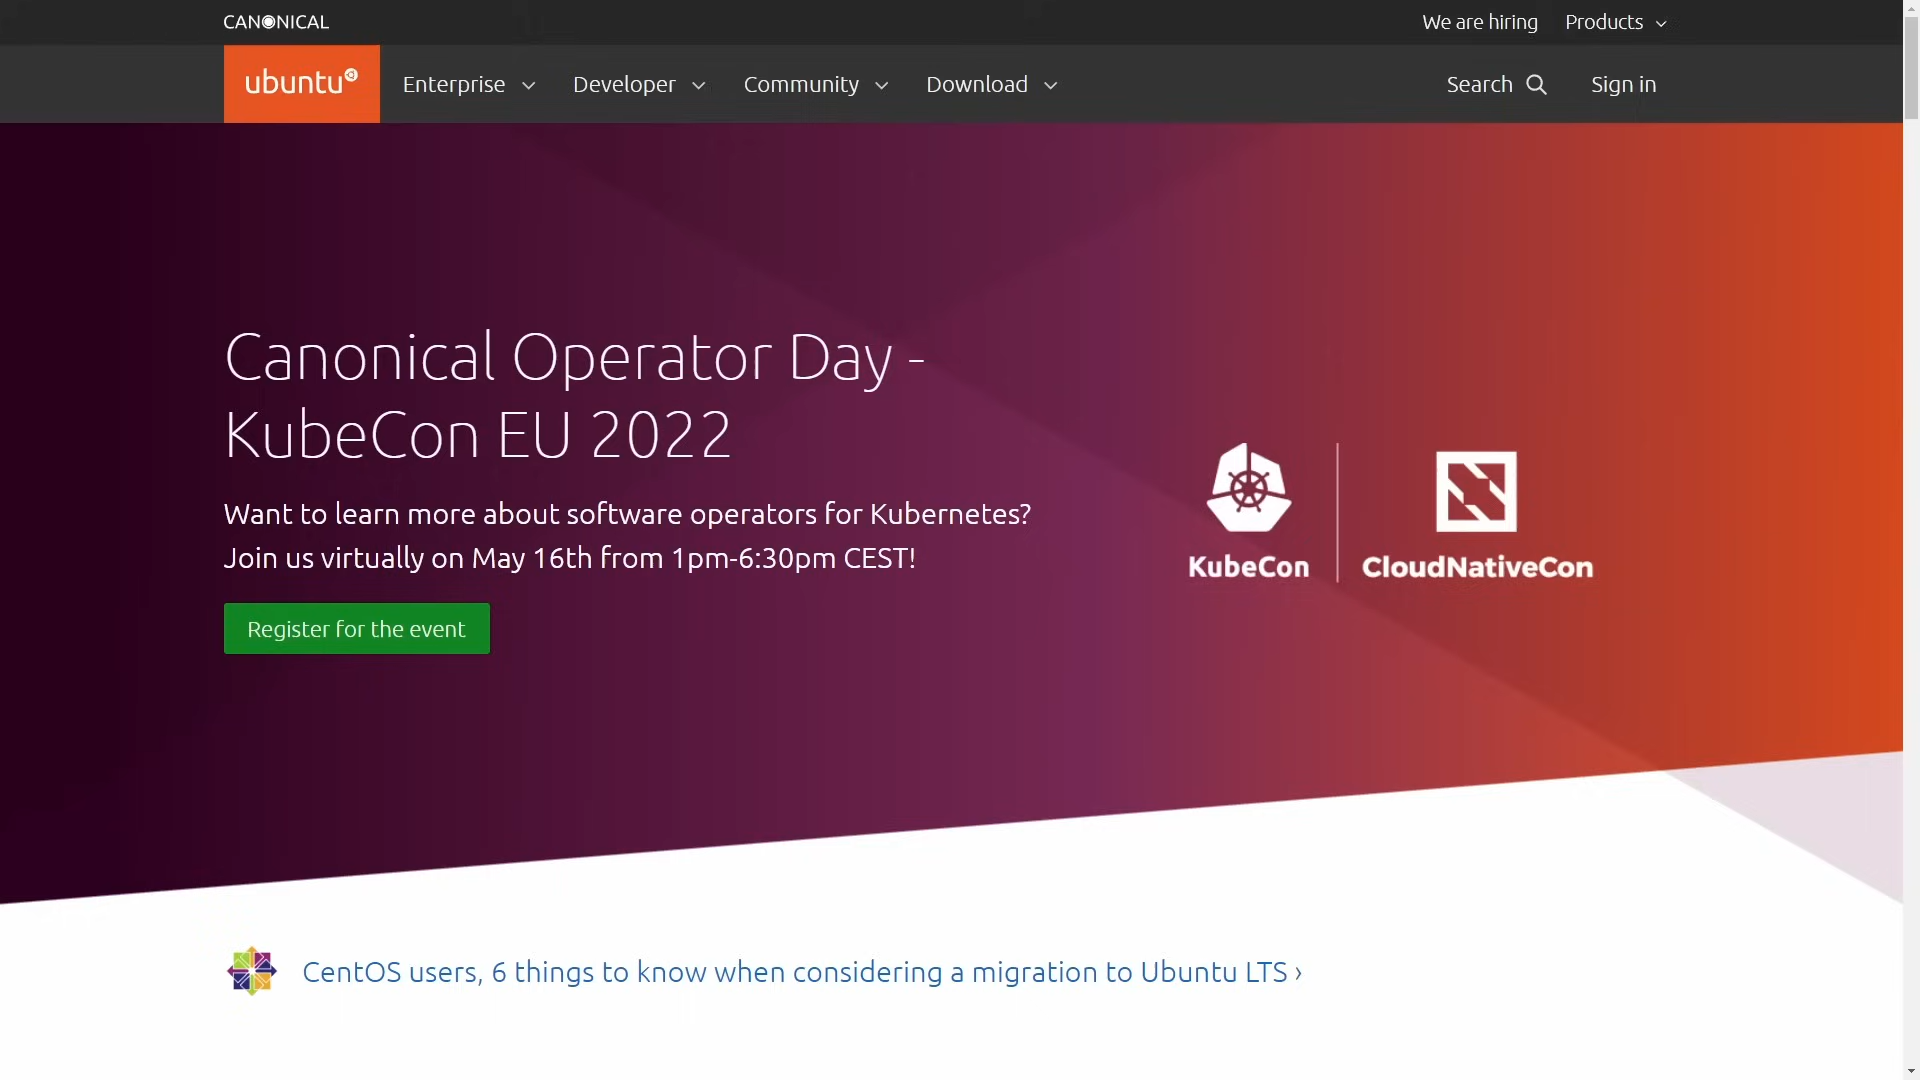 CANONICAL
We are hiring
Products
ubuntu
Enterprise
Developer
Community
Download
Search
Sign in
Canonical Operator Day -
KubeCon EU 2022
Want to learn more about software operators for Kubernetes?
Join us virtually on May 16th from 1pm-6:30pm CEST!
Register for the event
KubeCon
CloudNativeCon
CentOS users, 6 things to know when considering a migration to Ubuntu LTS ›